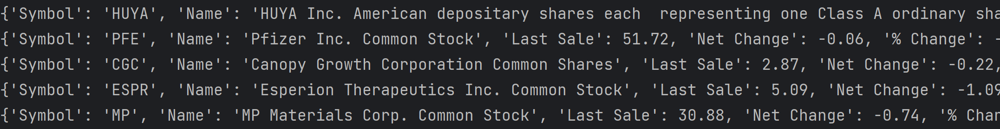 {'Symbol': 'HUYA', 'Name': 'HUYA Inc. American depositary shares each  representing one Class A ordinary sha
{'Symbol': 'PFE', 'Name': 'Pfizer Inc. Common Stock', 'Last Sale': 51.72, 'Net Change': -0.06, '% Change': -
{'Symbol': 'CGC', 'Name': 'Canopy Growth Corporation Common Shares', 'Last Sale': 2.87, 'Net Change': -0.22,
{'Symbol': 'ESPR', 'Name': 'Esperion Therapeutics Inc. Common Stock', 'Last Sale': 5.09, 'Net Change': -1.09
{'Symbol': 'MP', 'Name': 'MP Materials Corp. Common Stock', 'Last Sale': 30.88, 'Net Change': -0.74, '% Chan